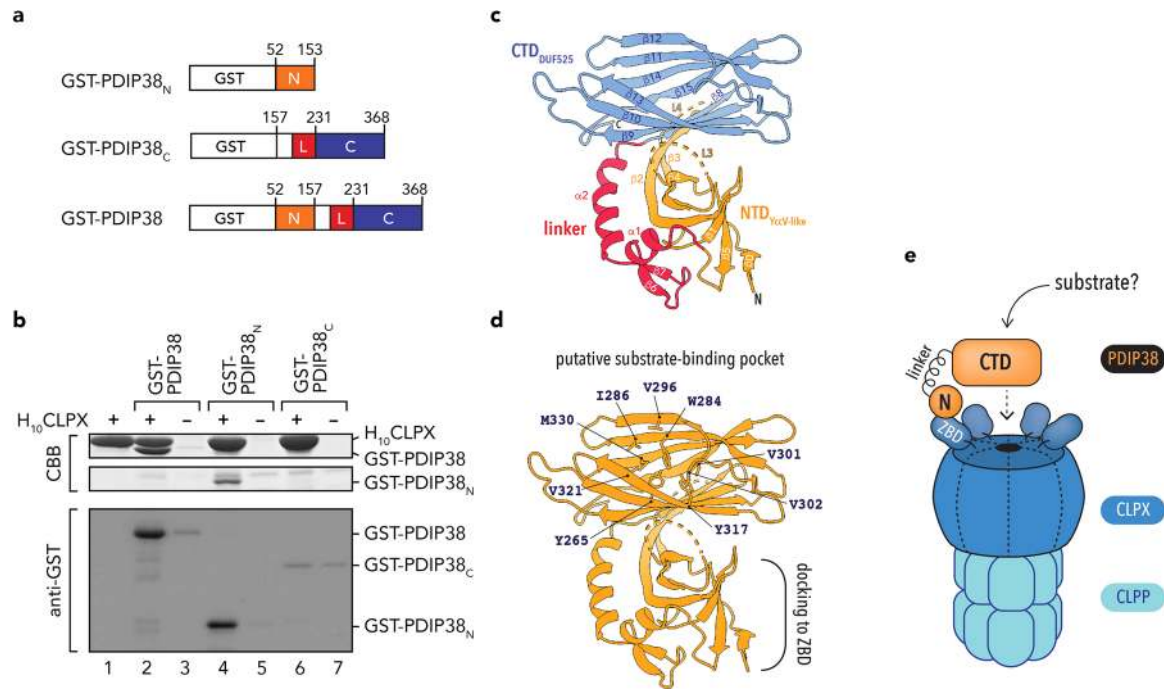 a
52 153
GST-PDIP38N GST N
157 231 368
GST-PDIP38C GST L C
52 157 231 368
GST-PDIP38 GST N L C
b
GST-
PDIP38
GST-
PDIP38N
GST-
PDIP38C
H10CLPX + + − + − + −
CBB
H10CLPX
GST-PDIP38
GST-PDIP38N
anti-GST
GST-PDIP38
GST-PDIP38C
GST-PDIP38N
1 2 3 4 5 6 7
c
CTDDUF525
β12
β11
β14
β15
β13
β8
β10
L4
C
β9
β3
L3
β2
α2
linker
NTDYccV-like
α1
β5
β7
β6
N
d
putative substrate-binding pocket
V296
I286
W284
M330
V301
V321
V302
Y265
Y317
docking to ZBD
e
substrate?
linker
CTD
PDIP38
N
ZBD
CLPX
CLPP